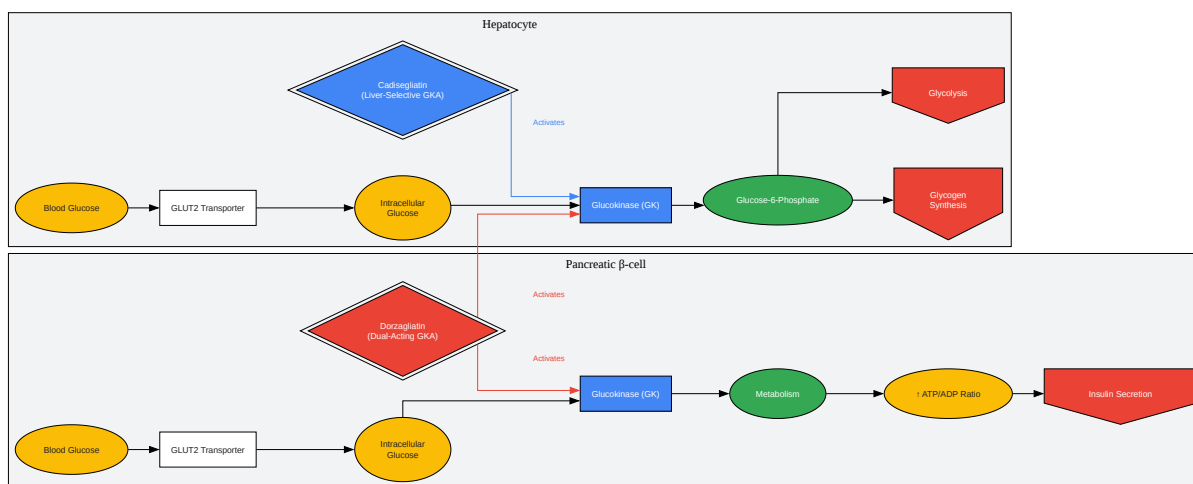 Hepatocyte
Cadisegliatin
(Liver-Selective GKA)
Activates
Glycolysis
Blood Glucose
GLUT2 Transporter
Intracellular
Glucose
Glucokinase (GK)
Glucose-6-Phosphate
Glycogen
Synthesis
Pancreatic β-cell
Activates
Dorzagliatin
(Dual-Acting GKA)
Activates
Glucokinase (GK)
Metabolism
↑ ATP/ADP Ratio
Insulin Secretion
Blood Glucose
GLUT2 Transporter
Intracellular
Glucose